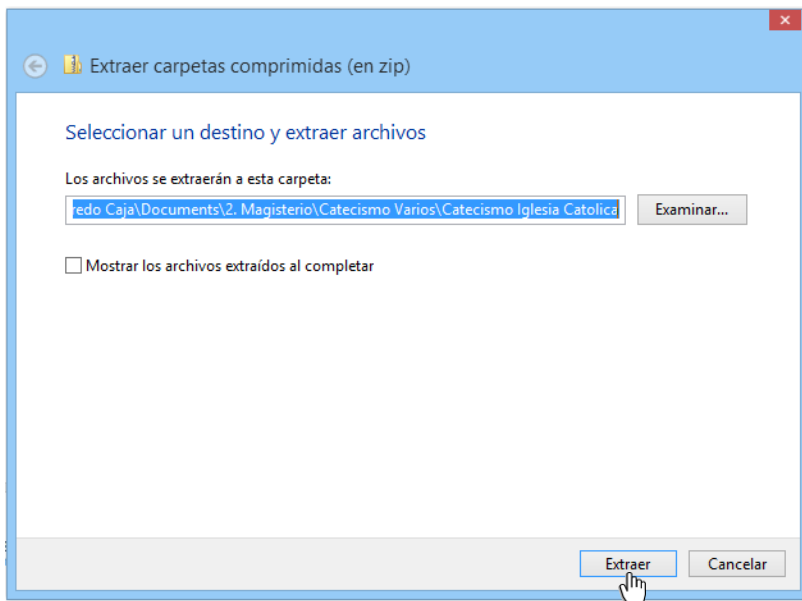 Extraer carpetas comprimidas (en zip)
Seleccionar un destino y extraer archivos
Los archivos se extraerán a esta carpeta:
redo Caja\Documents\2. Magisterio\Catecismo Varios\Catecismo Iglesia Catolica
Examinar...
Mostrar los archivos extraídos al completar
Extraer
Cancelar